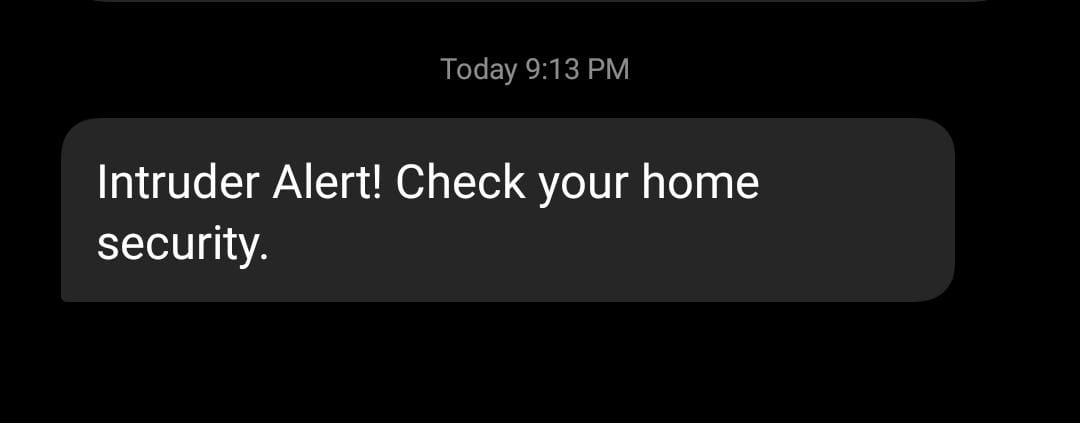 Today 9:13 PM
Intruder Alert! Check your home
security.